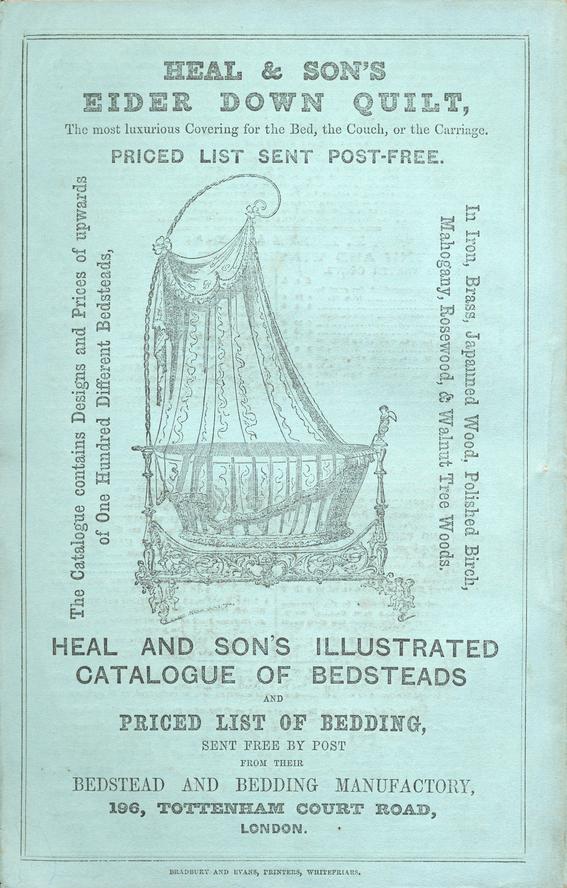 HEAL & SON'S
EIDER DOWN QUILT,
The most luxurious Covering for the Bed, the Couch, or the Carriage.
PRICED LIST SENT POST-FREE.
The Catalogue contains Designs and Prices of upwards
of One Hundred Different Bedsteads,
In Iron, Brass, Japanned Wood, Polished Birch,
Mahogany, Rosewood, & Walnut Tree Woods.
HEAL AND SON'S ILLUSTRATED
CATALOGUE OF BEDSTEADS
AND
PRICED LIST OF BEDDING,
SENT FREE BY POST
FROM THEIR
BEDSTEAD AND BEDDING MANUFACTORY,
196, TOTTENHAM COURT ROAD,
LONDON.
BRADBURY AND EVANS, PRINTERS, WHITEFRIARS.